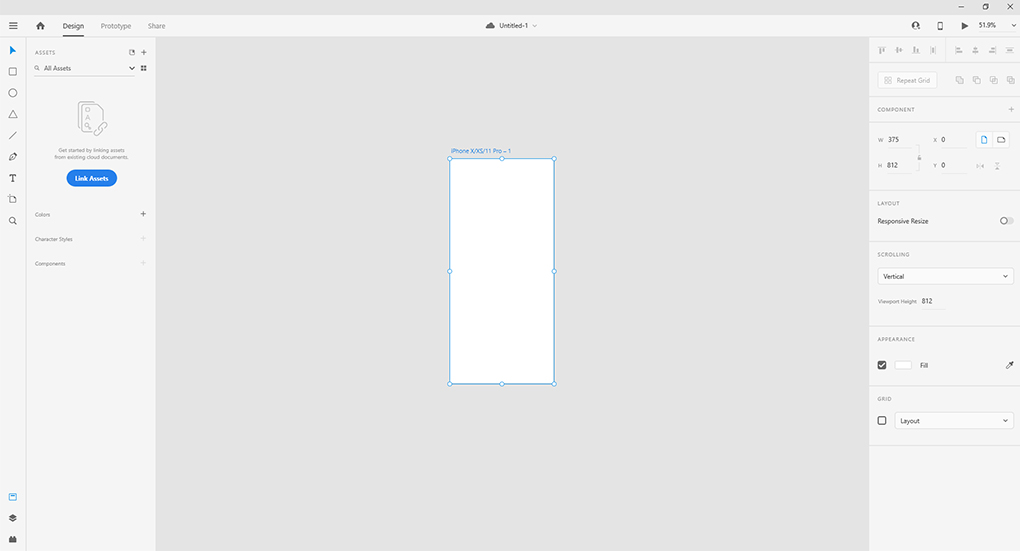 Design
Prototype
Share
Untitled-1
51.9%
ASSETS
All Assets
Get started by linking assets
from existing cloud documents.
Link Assets
Colors
Character Styles
Components
iPhone X/XS/11 Pro – 1
Repeat Grid
COMPONENT
W 375
X 0
H 812
Y 0
LAYOUT
Responsive Resize
SCROLLING
Vertical
Viewport Height 812
APPEARANCE
Fill
GRID
Layout